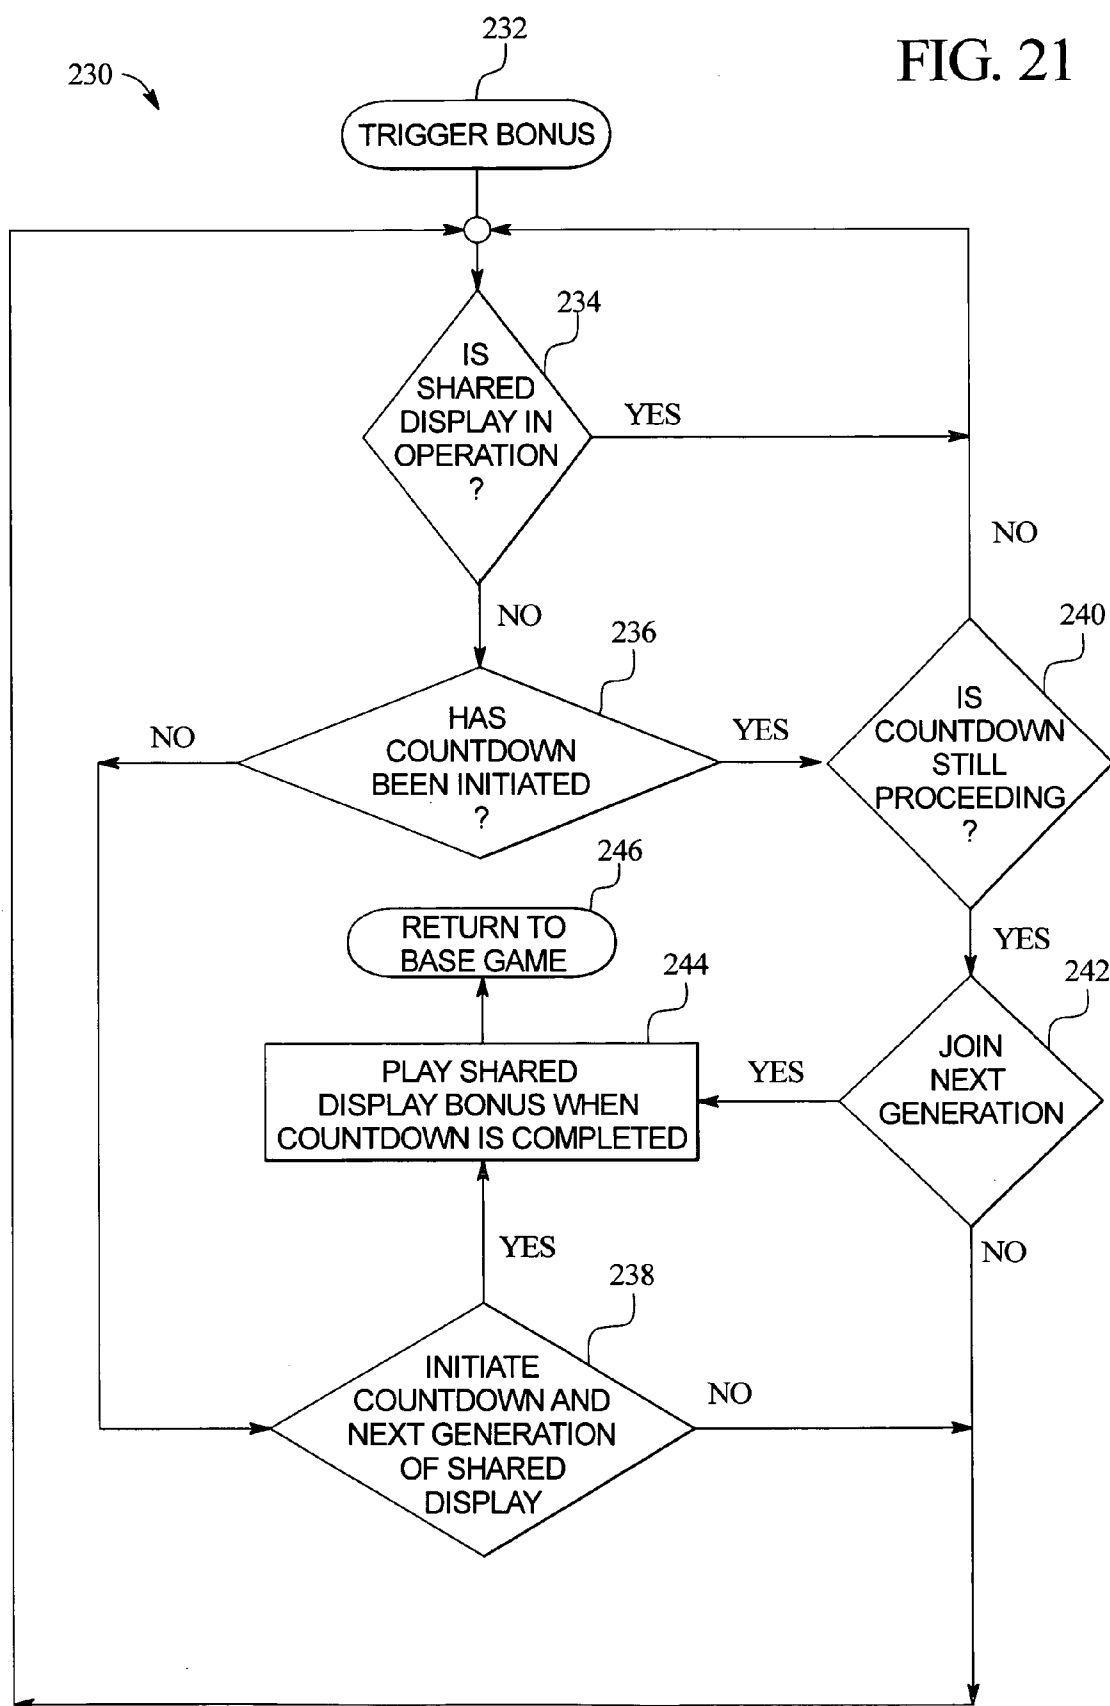 FIG. 21
230
232
TRIGGER BONUS
234
IS
SHARED
DISPLAY IN
OPERATION
?
YES
NO
NO
236
HAS
COUNTDOWN
BEEN INITIATED
?
NO
YES
240
IS
COUNTDOWN
STILL
PROCEEDING
?
YES
246
RETURN TO
BASE GAME
244
PLAY SHARED
DISPLAY BONUS WHEN
COUNTDOWN IS COMPLETED
YES
242
JOIN
NEXT
GENERATION
NO
YES
238
INITIATE
COUNTDOWN AND
NEXT GENERATION
OF SHARED
DISPLAY
NO